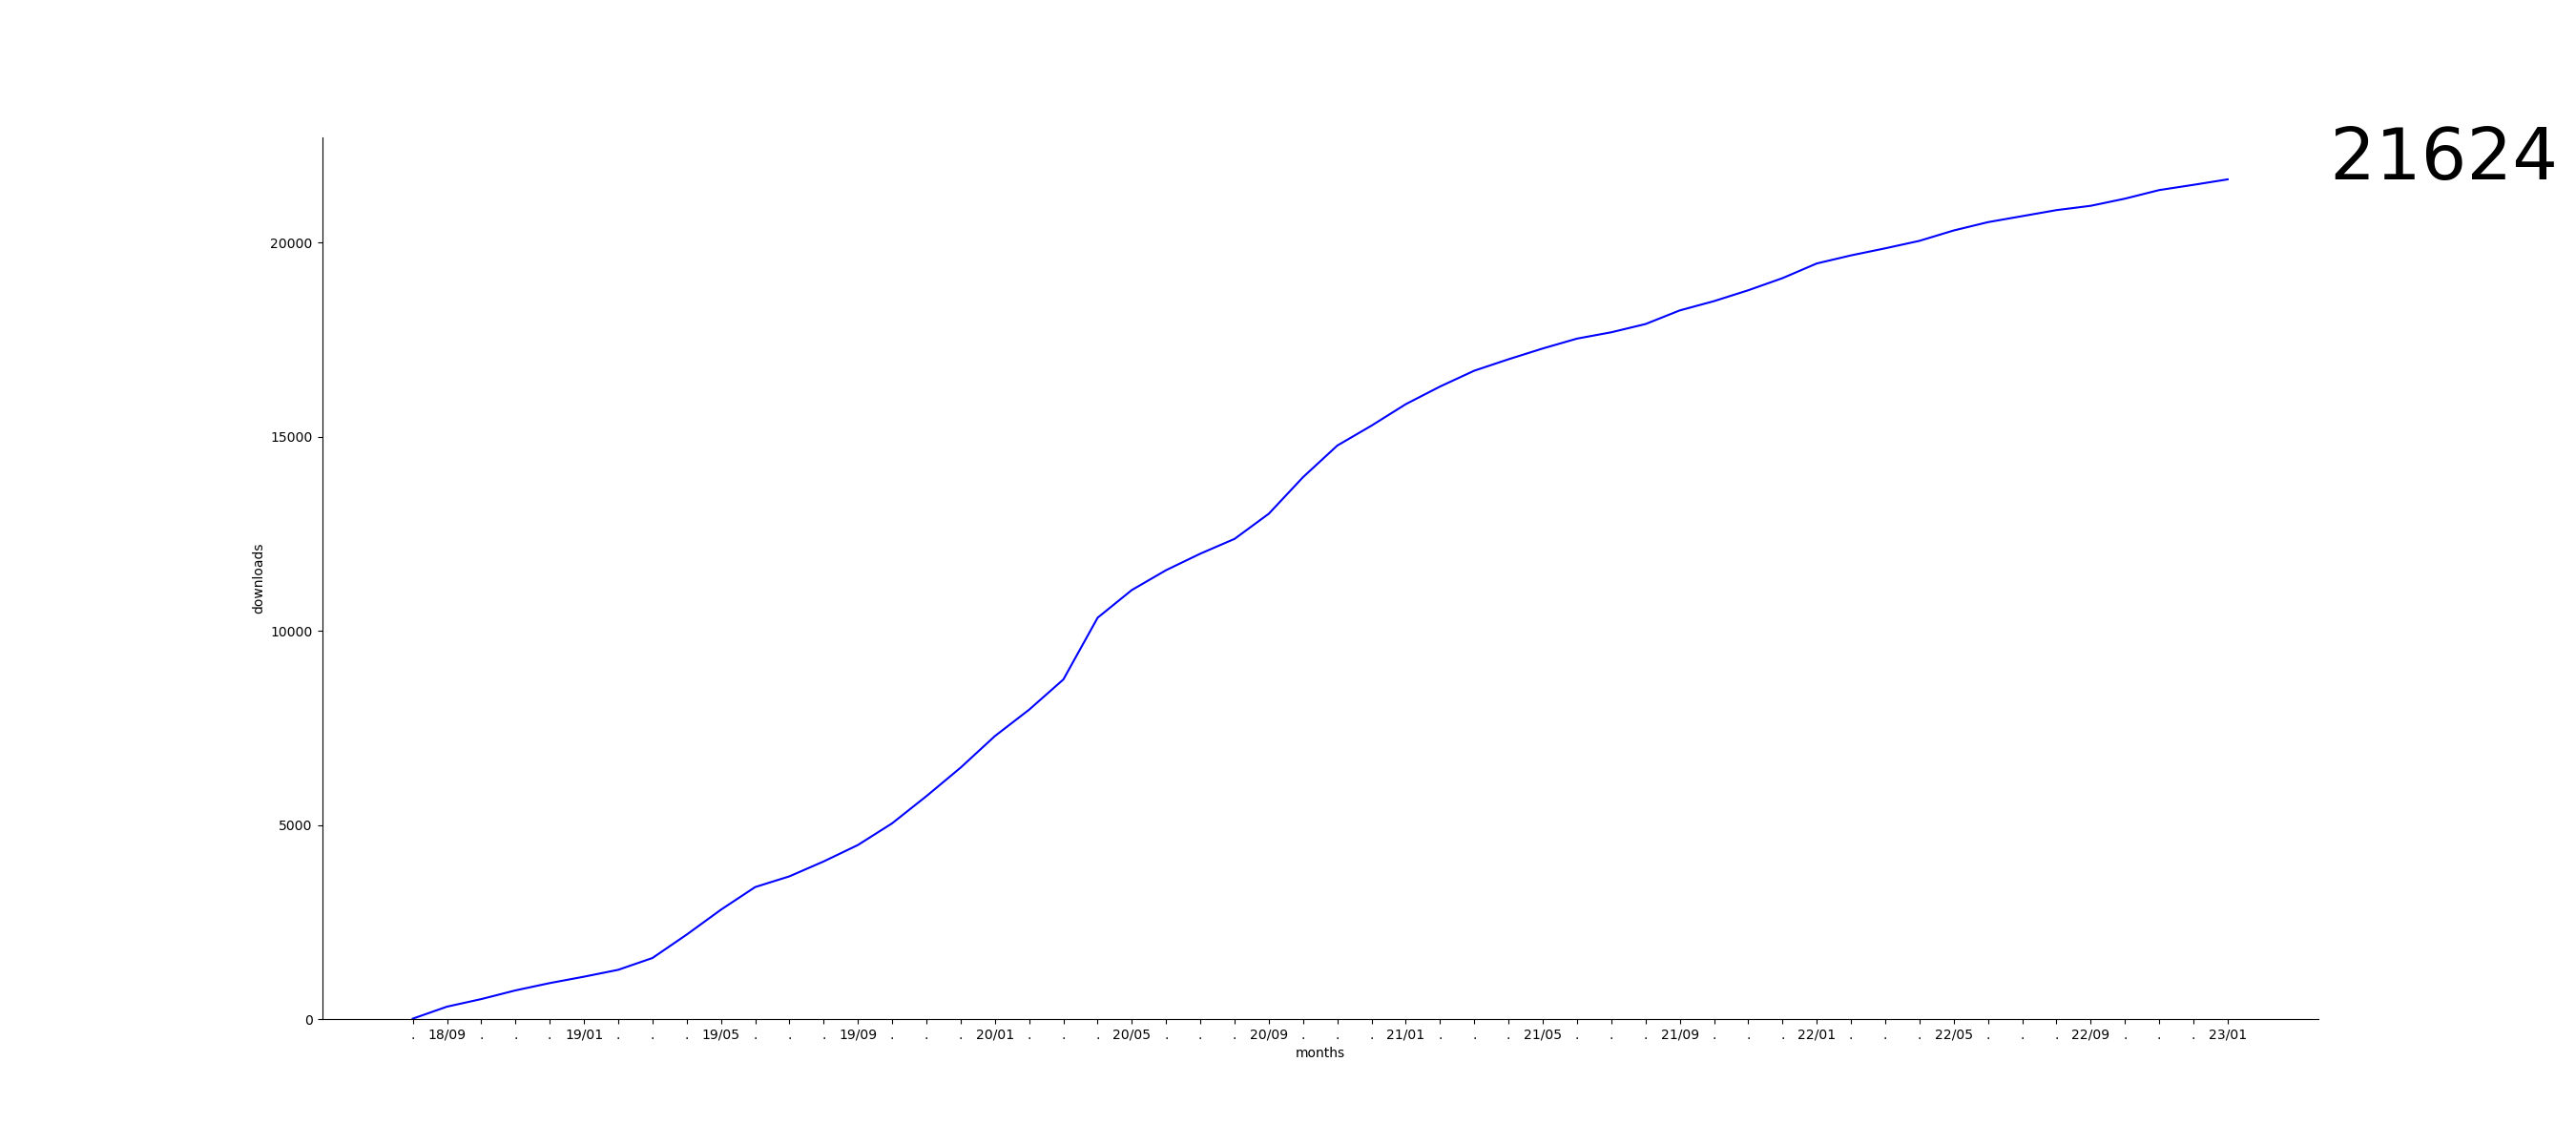 21624
20000
15000
downloads
10000
5000
0
. 18/09 . . . 19/01 . . . 19/05 . . . 19/09 . . . 20/01 . . . 20/05 . . . 20/09 . . . 21/01 . . . 21/05 . . . 21/09 . . . 22/01 . . . 22/05 . . . 22/09 . . . 23/01
months